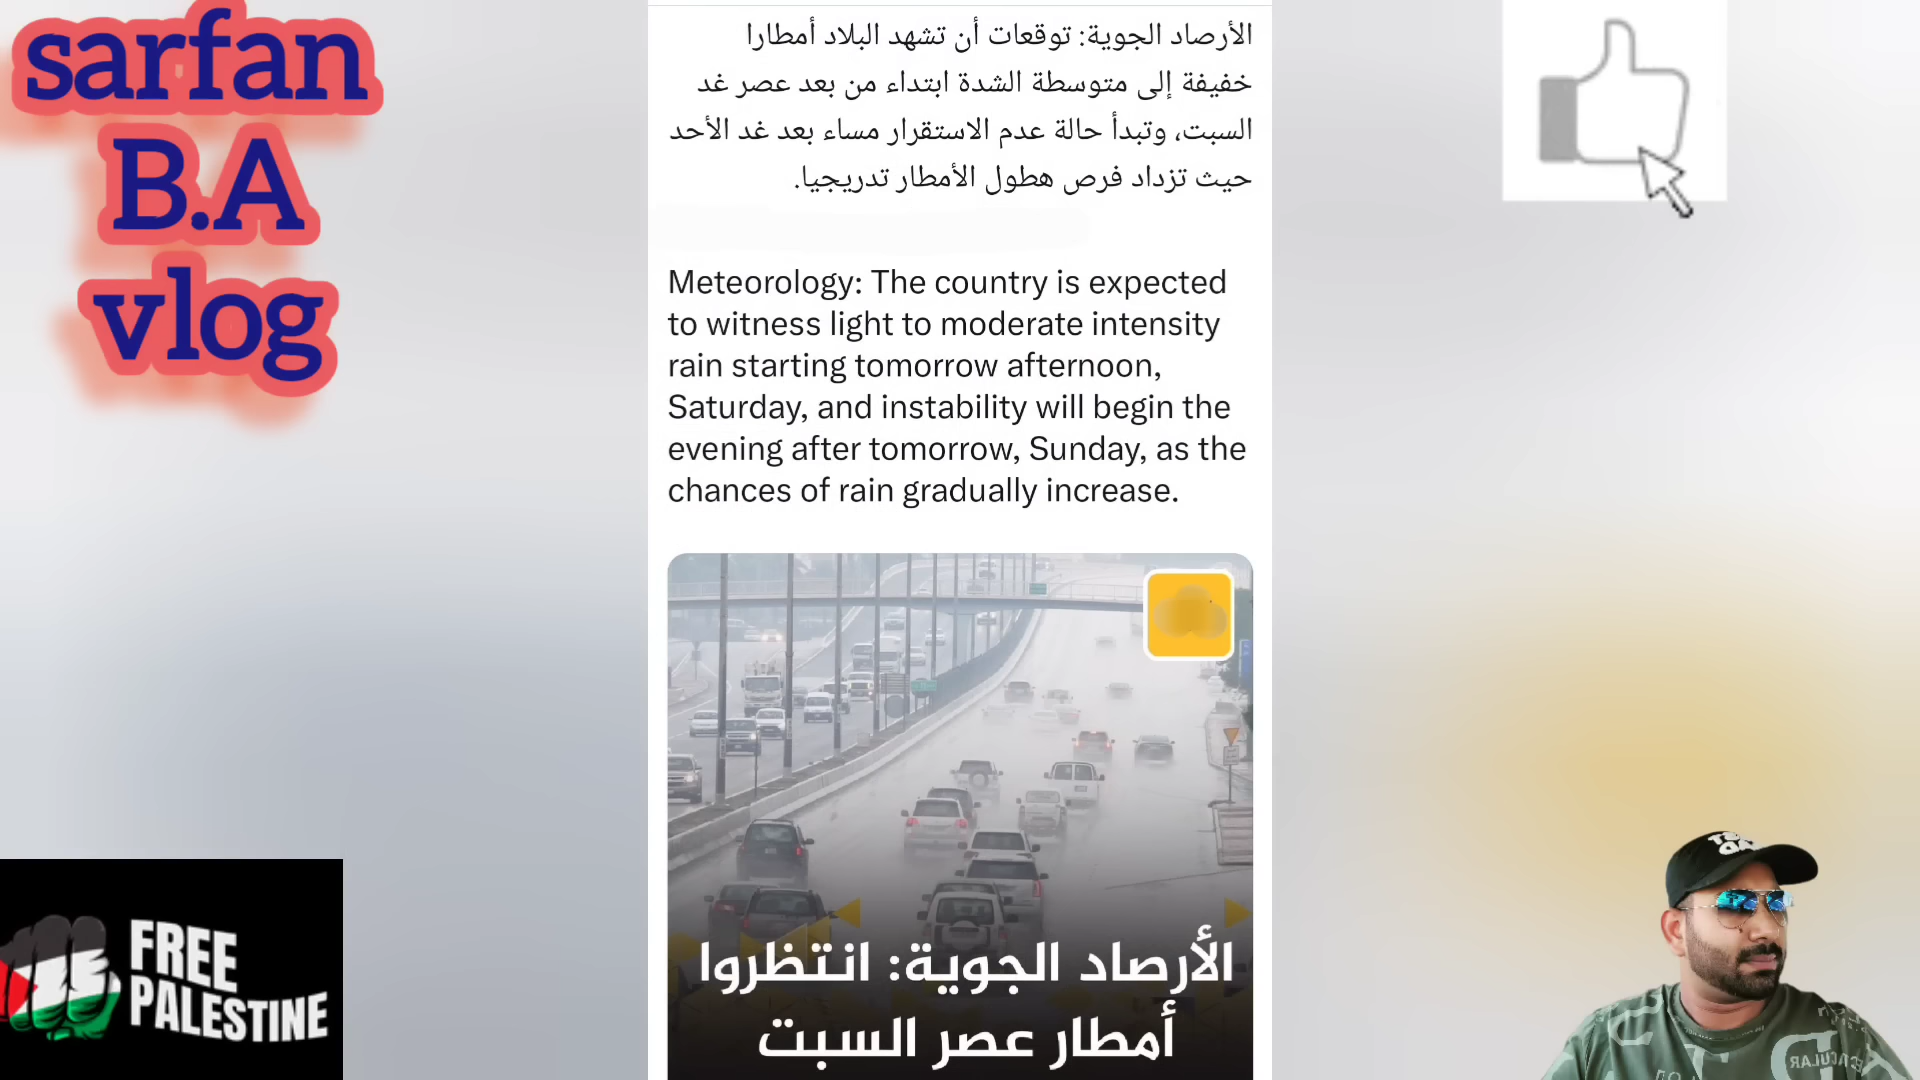 sarfan
B.A
vlog
الأرصاد الجوية: توقعات أن تشهد البلاد أمطارا
خفيفة إلى متوسطة الشدة ابتداء من بعد عصر غد
السبت، وتبدأ حالة عدم الاستقرار مساء بعد غد الأحد
حيث تزداد فرص هطول الأمطار تدريجيا.
Meteorology: The country is expected
to witness light to moderate intensity
rain starting tomorrow afternoon,
Saturday, and instability will begin the
evening after tomorrow, Sunday, as the
chances of rain gradually increase.
الأرصاد الجوية: انتظروا
أمطار عصر السبت
FREE
PALESTINE